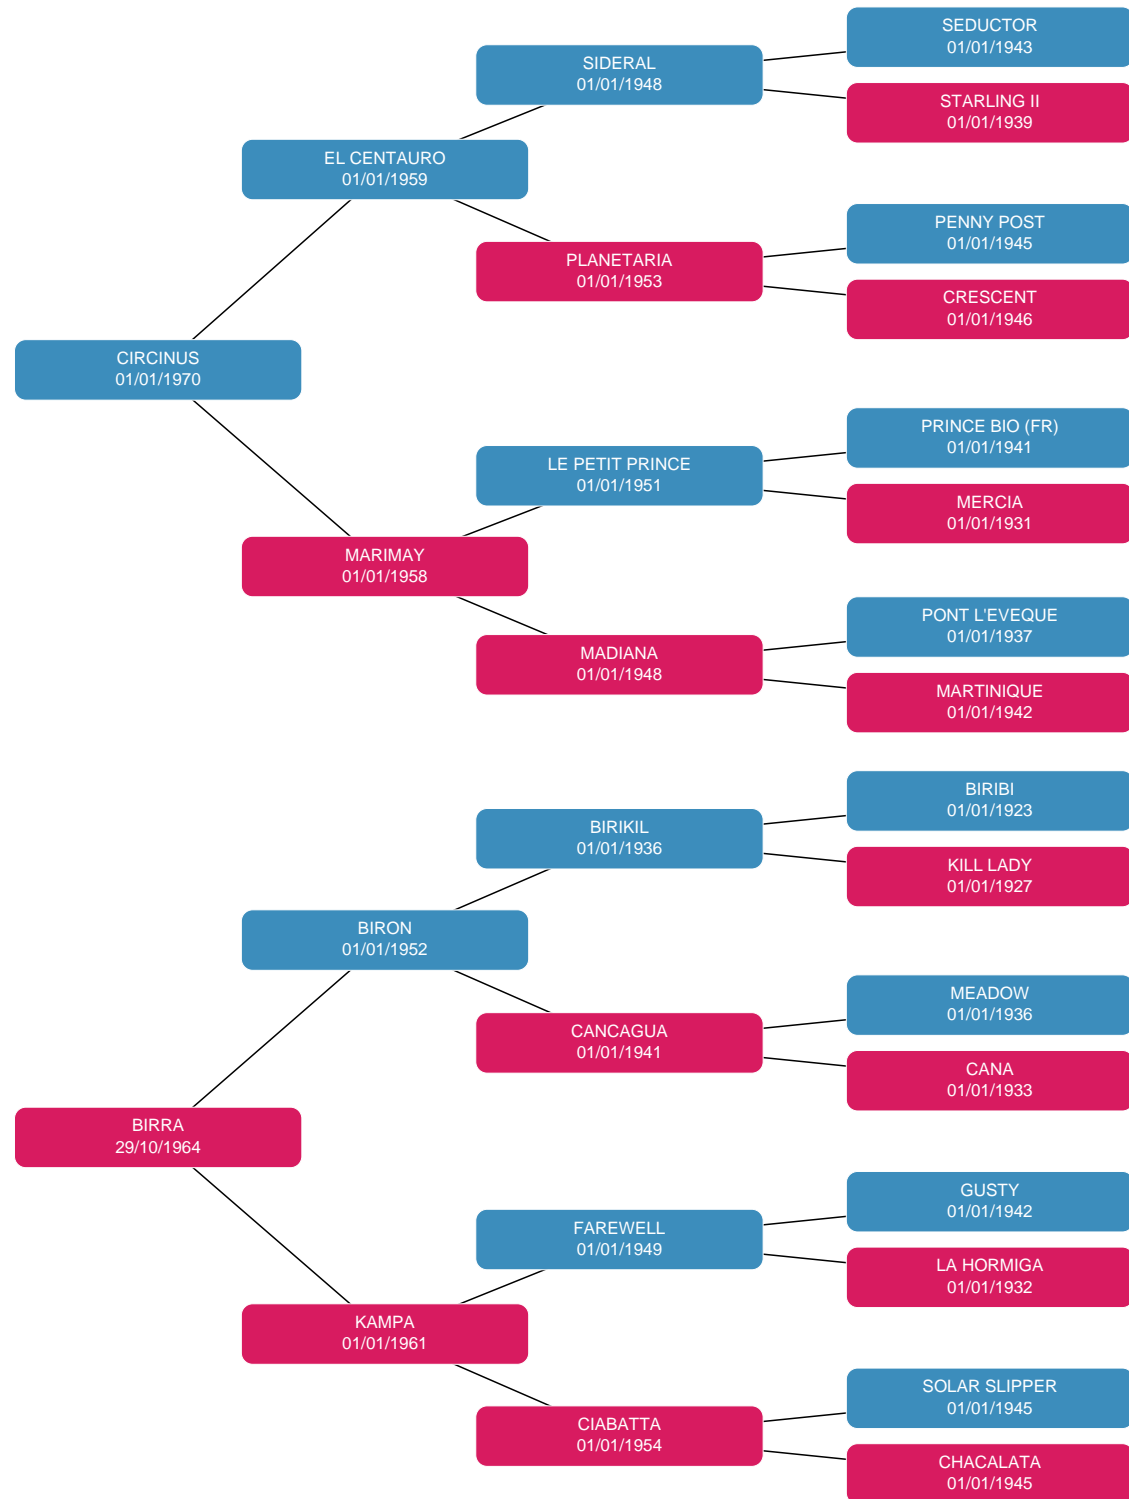 SEDUCTOR
01/01/1943
SIDERAL
01/01/1948
STARLING II
01/01/1939
EL CENTAURO
01/01/1959
PENNY POST
01/01/1945
PLANETARIA
01/01/1953
CRESCENT
01/01/1946
CIRCINUS
01/01/1970
PRINCE BIO (FR)
01/01/1941
LE PETIT PRINCE
01/01/1951
MERCIA
01/01/1931
MARIMAY
01/01/1958
PONT L'EVEQUE
01/01/1937
MADIANA
01/01/1948
MARTINIQUE
01/01/1942
BIRIBI
01/01/1923
BIRIKIL
01/01/1936
KILL LADY
01/01/1927
BIRON
01/01/1952
MEADOW
01/01/1936
CANCAGUA
01/01/1941
CANA
01/01/1933
BIRRA
29/10/1964
GUSTY
01/01/1942
FAREWELL
01/01/1949
LA HORMIGA
01/01/1932
KAMPA
01/01/1961
SOLAR SLIPPER
01/01/1945
CIABATTA
01/01/1954
CHACALATA
01/01/1945